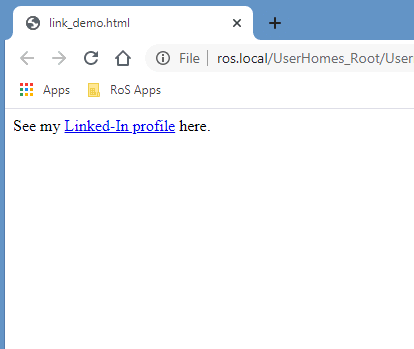 link_demo.html
File ros.local/UserHomes_Root/User
Apps RoS Apps
See my Linked-In profile here.